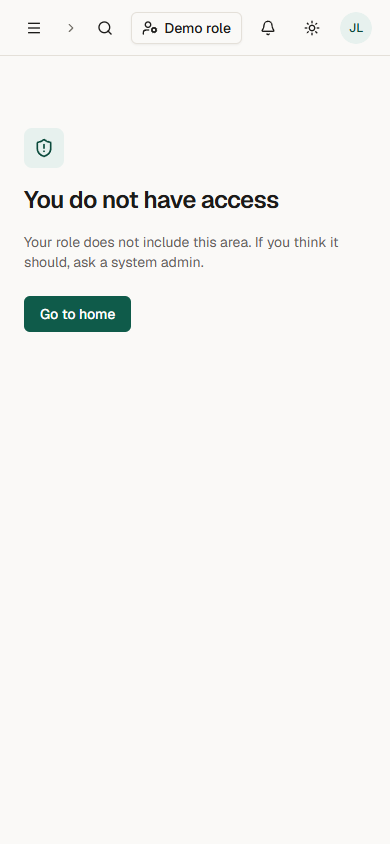 Demo role
JL
You do not have access
Your role does not include this area. If you think it
should, ask a system admin.
Go to home